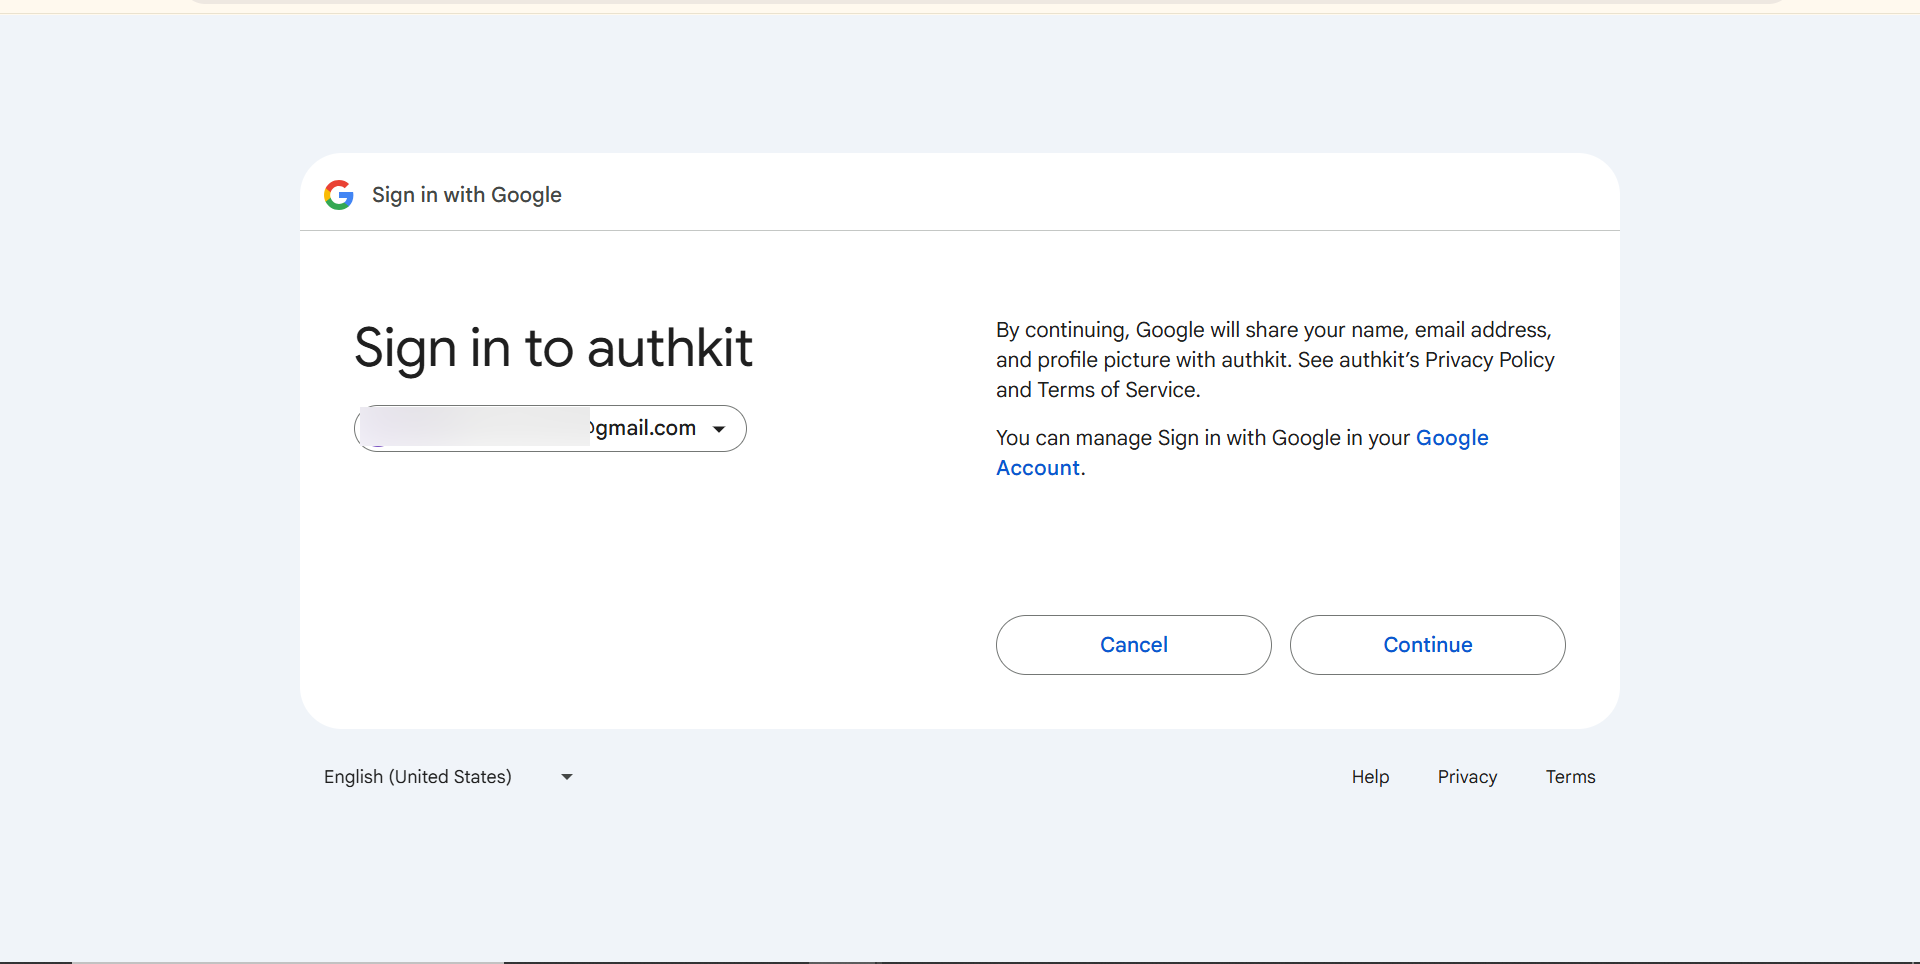 Sign in with Google
Sign in to authkit
gmail.com
By continuing, Google will share your name, email address,
and profile picture with authkit. See authkit’s Privacy Policy
and Terms of Service.
You can manage Sign in with Google in your Google
Account.
Cancel
Continue
English (United States)
Help
Privacy
Terms